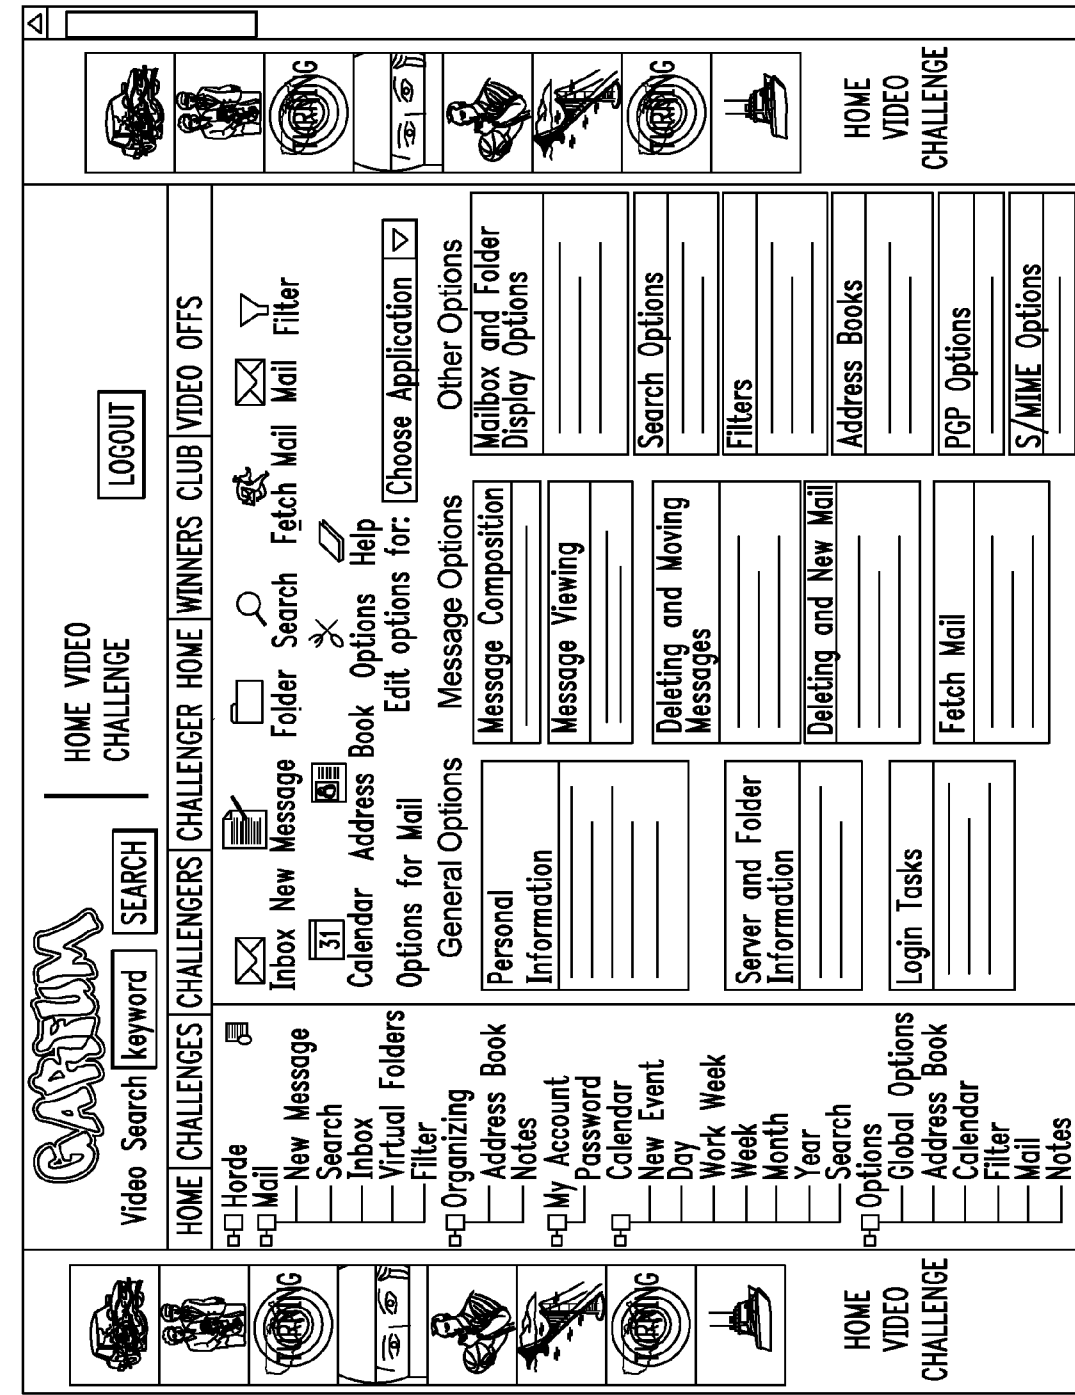 GARFUM
HOME VIDEO
CHALLENGE
Video Search keyword SEARCH
LOGOUT
HOME CHALLENGES CHALLENGERS CHALLENGER HOME WINNERS CLUB VIDEO OFFS
Horde
Mail
New Message
Search
Inbox
Virtual Folders
Filter
Organizing
Address Book
Notes
My Account
Password
Calendar
New Event
Day
Work Week
Week
Month
Year
Search
Options
Global Options
Address Book
Calendar
Filter
Mail
Notes
Inbox New Message Folder Search Fetch Mail Mail Filter
31
Calendar Address Book Options Help
Options for Mail
Edit options for: Choose Application
General Options
Personal
Information
Server and Folder
Information
Login Tasks
Message Options
Message Composition
Message Viewing
Deleting and Moving
Messages
Deleting and New Mail
Fetch Mail
Other Options
Mailbox and Folder
Display Options
Search Options
Filters
Address Books
PGP Options
S/MIME Options
TURNING
TURNING
HOME
VIDEO
CHALLENGE
TURNING
TURNING
HOME
VIDEO
CHALLENGE